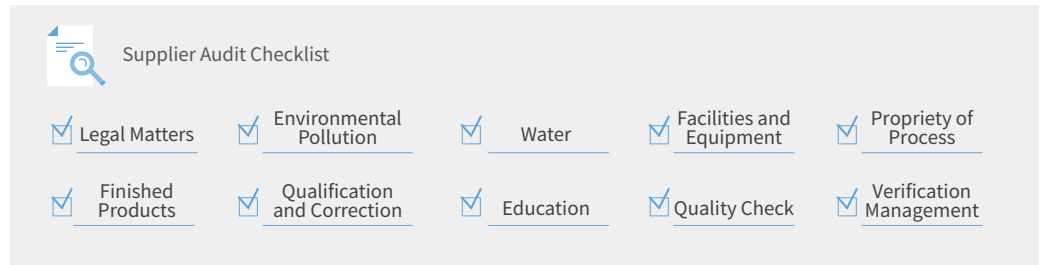 Supplier Audit Checklist
Legal Matters
Environmental
Pollution
Water
Facilities and
Equipment
Propriety of
Process
Finished
Products
Qualification
and Correction
Education
Quality Check
Verification
Management